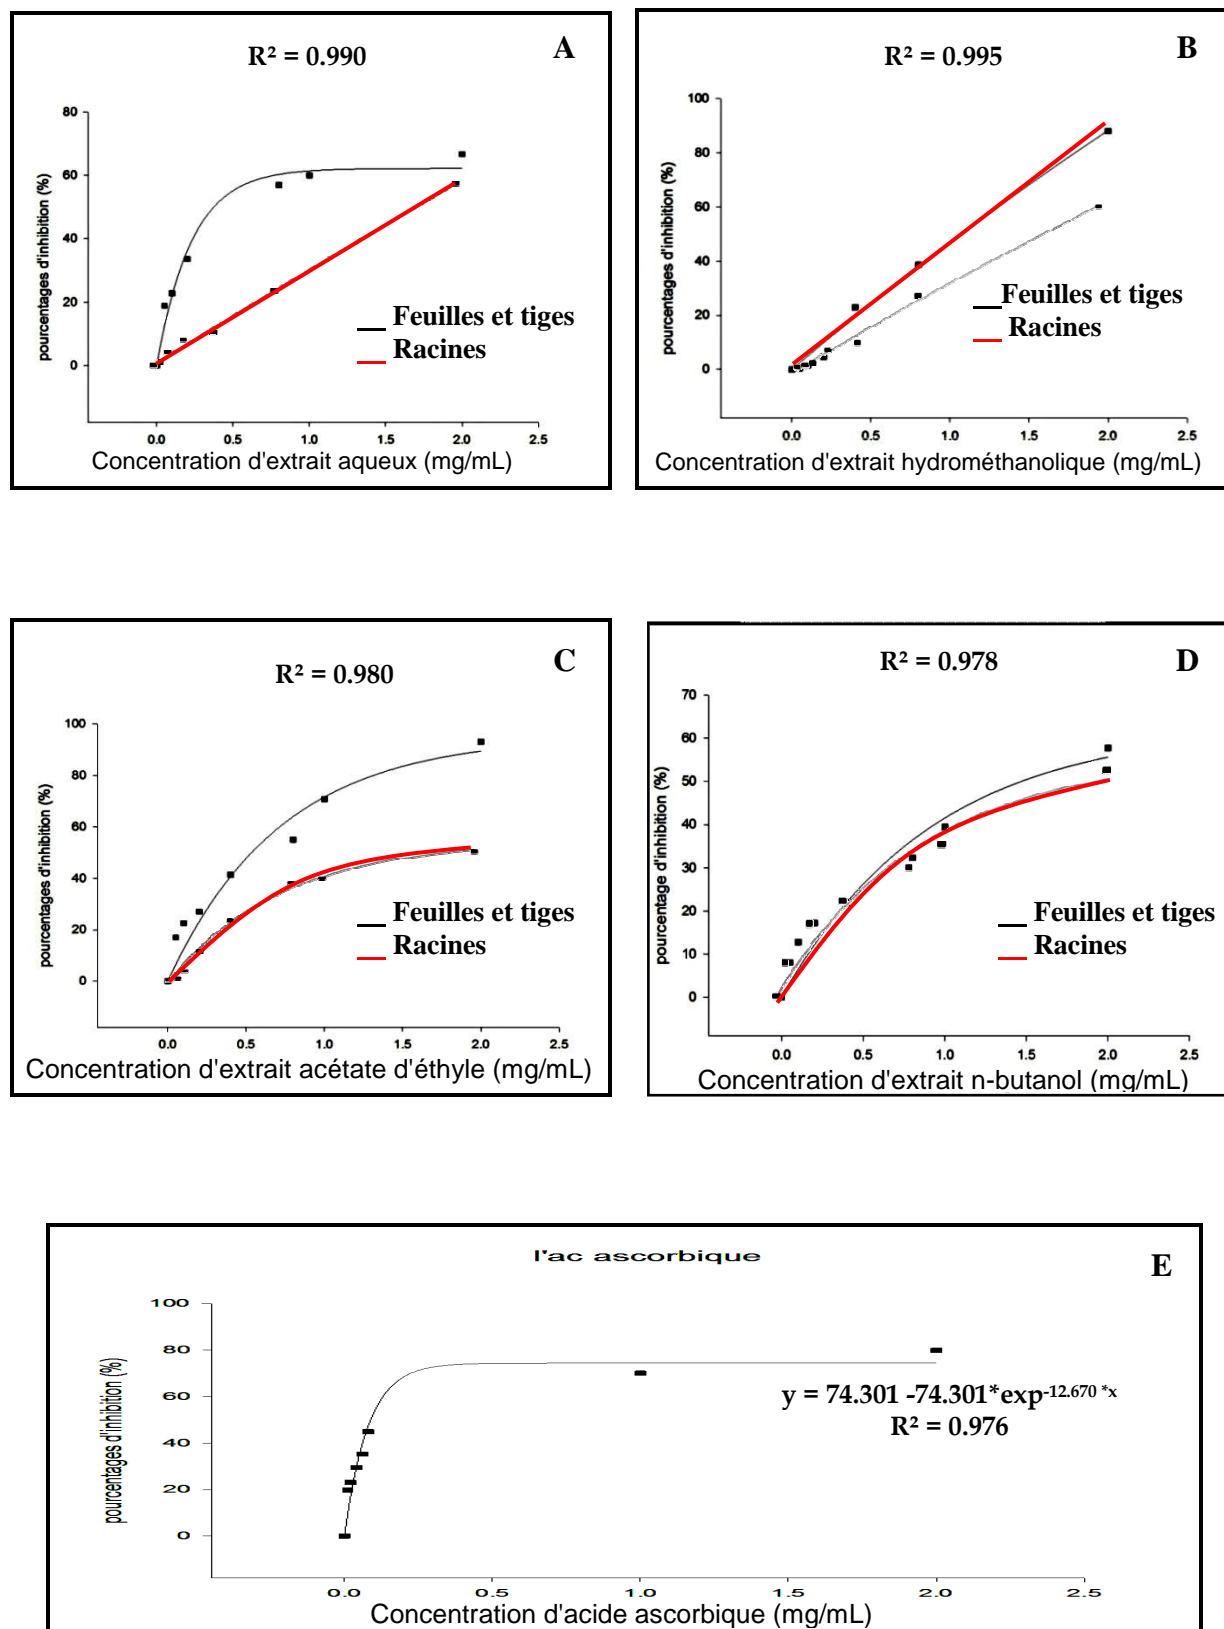 A
R² = 0.990
pourcentages d'inhibition (%)
80
60
40
20
0
Feuilles et tiges
Racines
0.0 0.5 1.0 1.5 2.0 2.5
Concentration d'extrait aqueux (mg/mL)
B
R² = 0.995
pourcentages d'inhibition (%)
100
80
60
40
20
0
Feuilles et tiges
Racines
0.0 0.5 1.0 1.5 2.0 2.5
Concentration d'extrait hydrométhanolique (mg/mL)
C
R² = 0.980
pourcentages d'inhibition (%)
100
80
60
40
20
0
Feuilles et tiges
Racines
0.0 0.5 1.0 1.5 2.0 2.5
Concentration d'extrait acétate d'éthyle (mg/mL)
D
R² = 0.978
pourcentage d'inhibition (%)
70
60
50
40
30
20
10
0
Feuilles et tiges
Racines
0.0 0.5 1.0 1.5 2.0 2.5
Concentration d'extrait n-butanol (mg/mL)
l'ac ascorbique
E
pourcentages d'inhibition (%)
100
80
60
40
20
0
y = 74.301 -74.301*exp-12.670 *x
R² = 0.976
0.0 0.5 1.0 1.5 2.0 2.5
Concentration d'acide ascorbique (mg/mL)